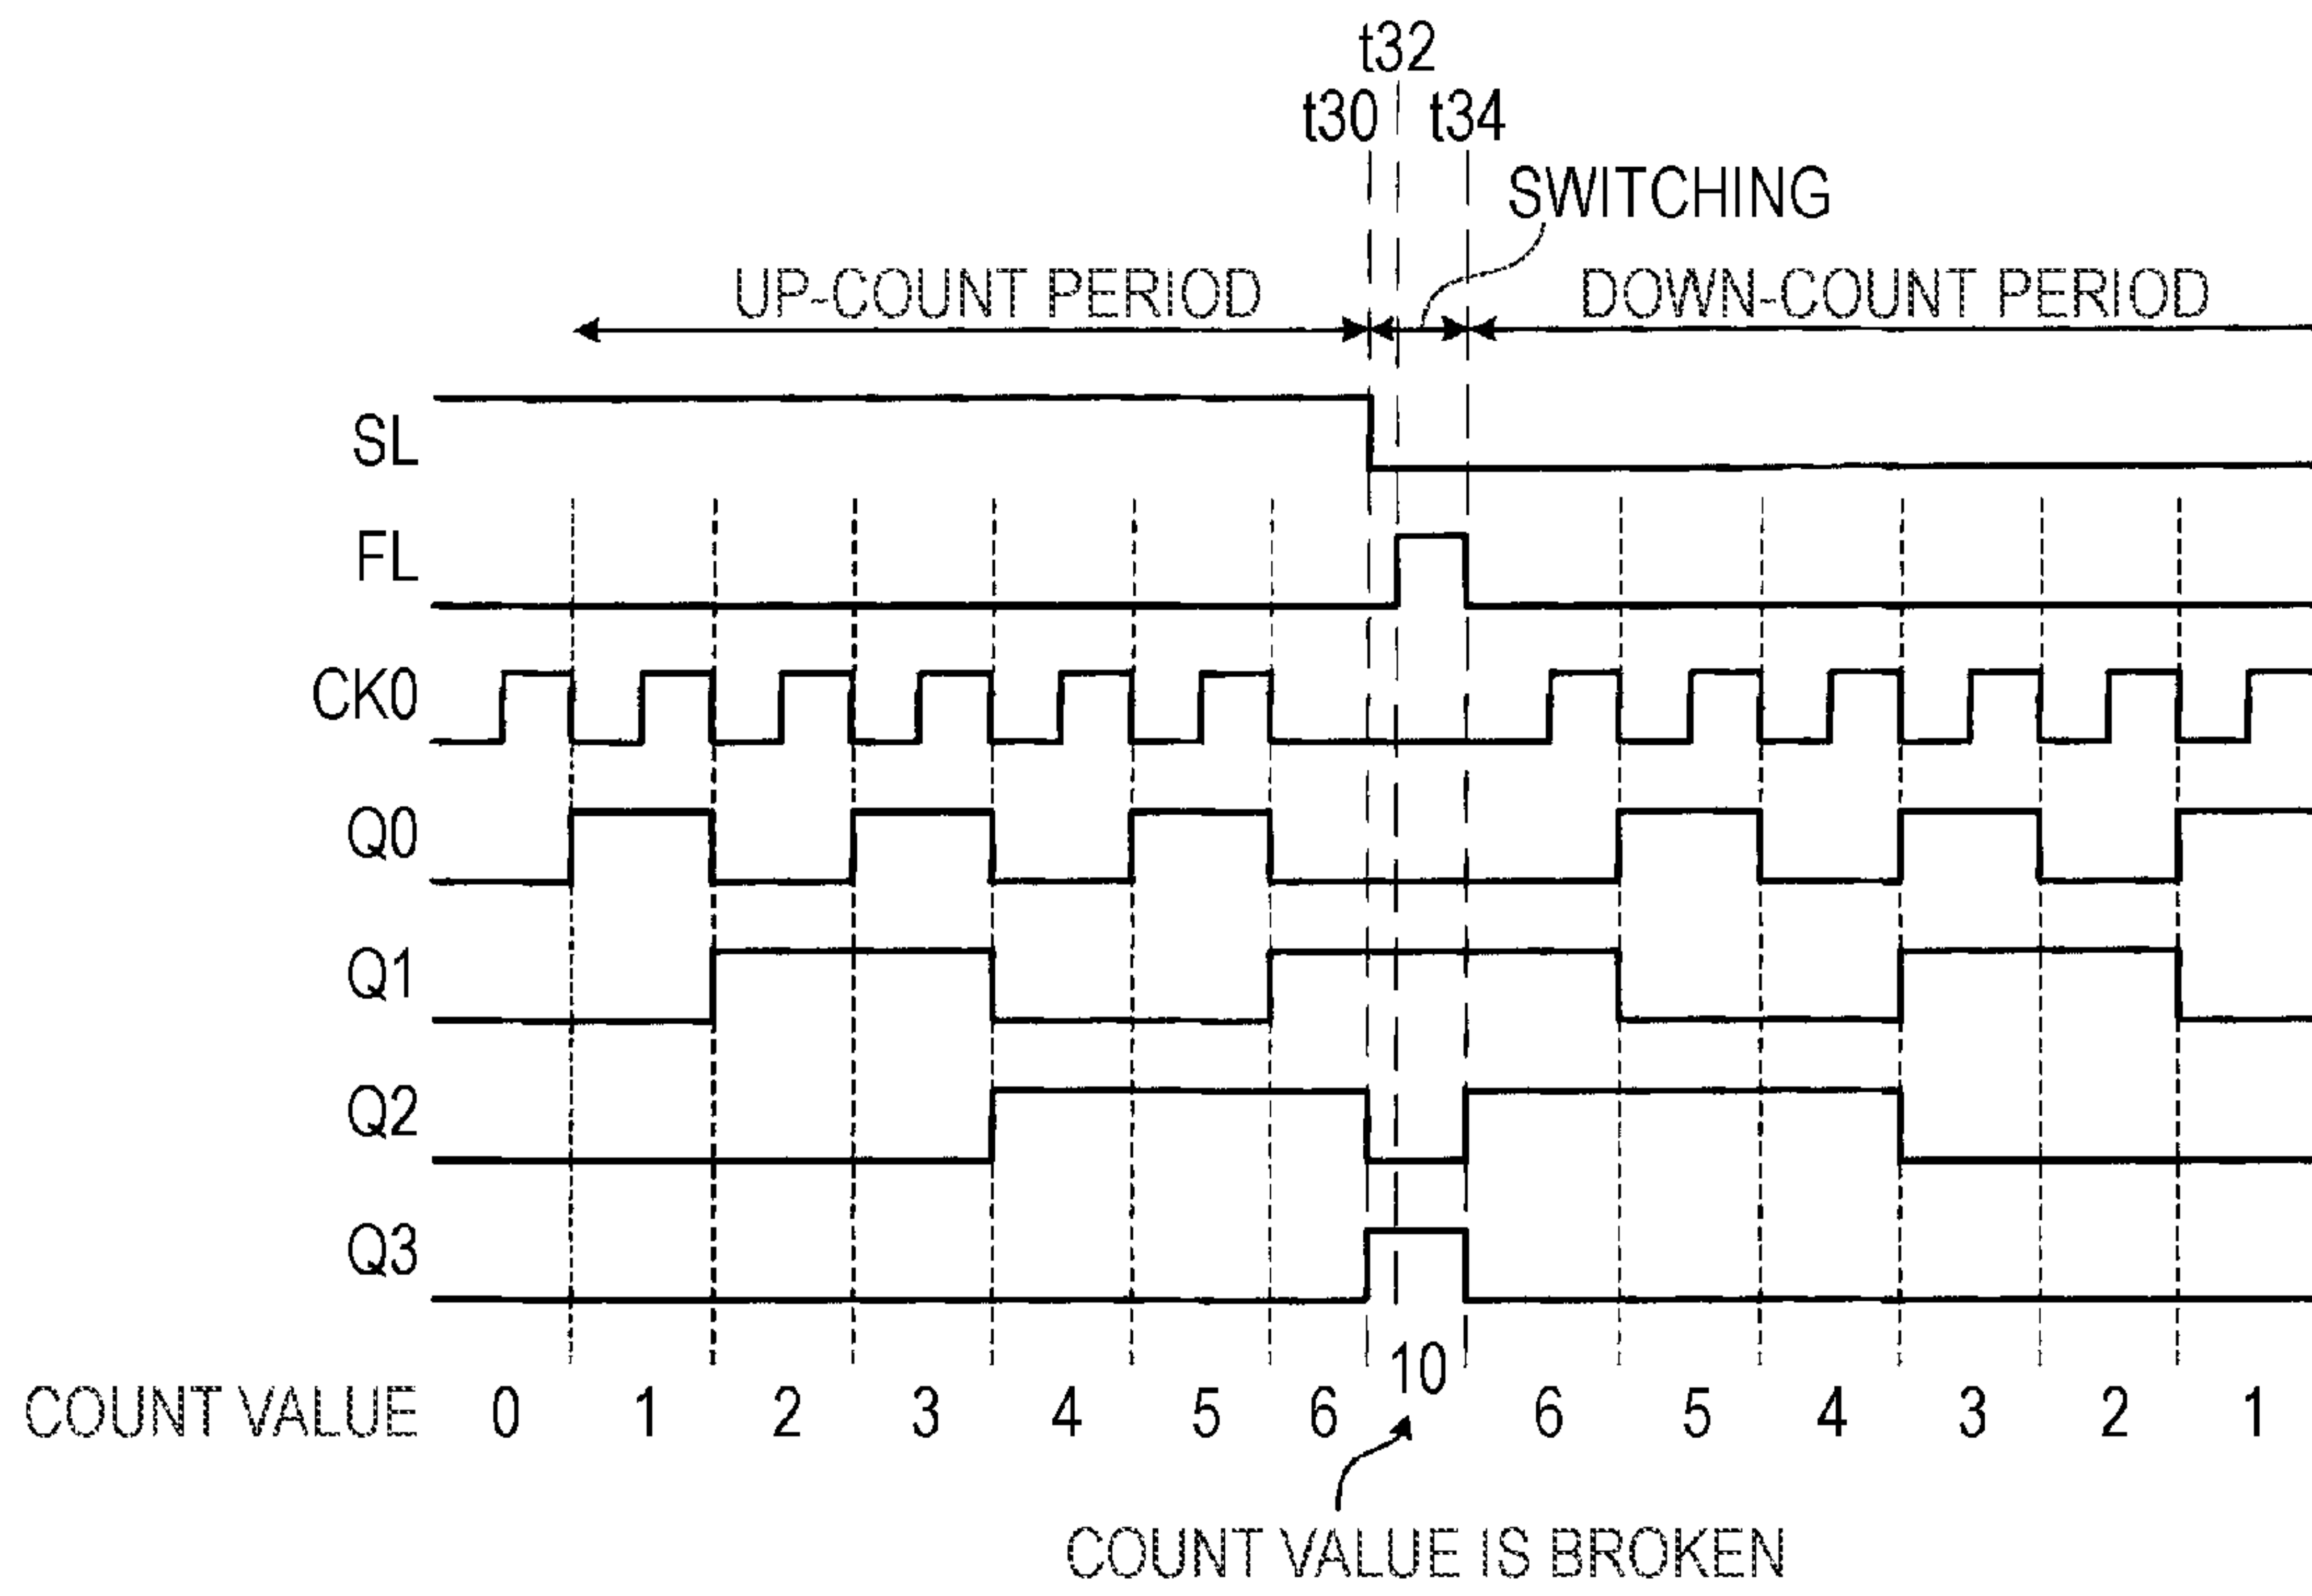 t32
t30 t34
SWITCHING
UP-COUNT PERIOD DOWN-COUNT PERIOD
SL
FL
CK0
Q0
Q1
Q2
Q3
10
COUNT VALUE 0 1 2 3 4 5 6 6 5 4 3 2 1
COUNT VALUE IS BROKEN